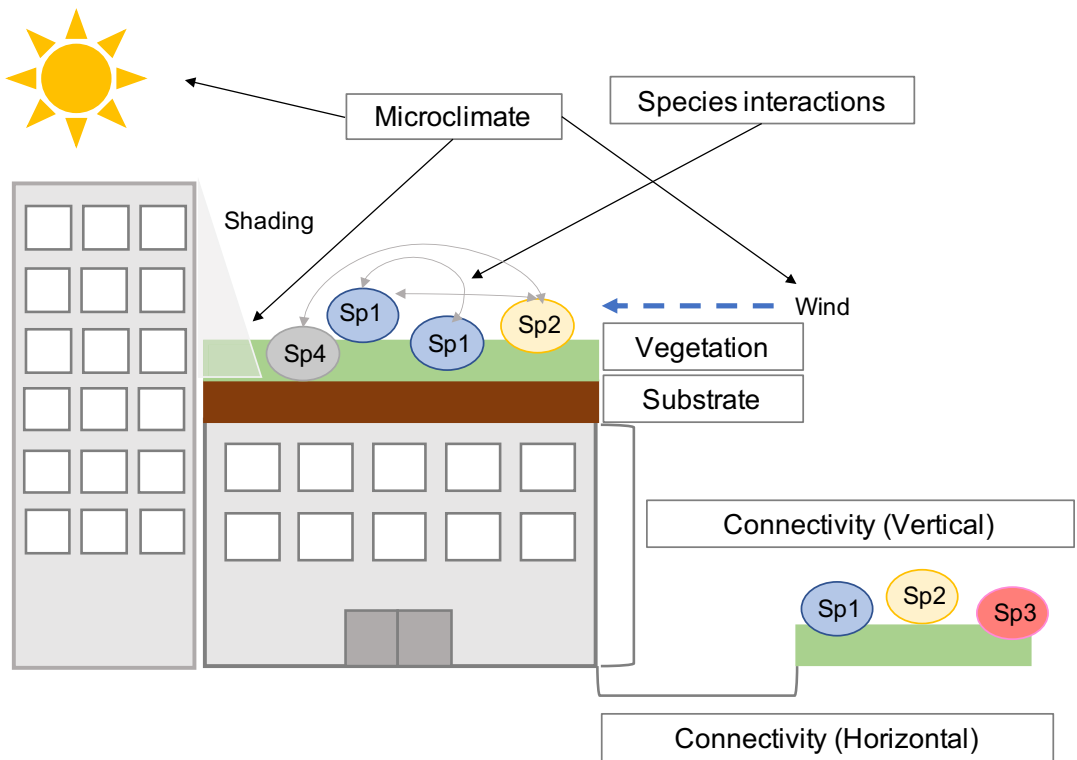 Species interactions
Microclimate
Shading
Sp1
Sp2
Wind
Sp1
Sp4
Vegetation
Substrate
Connectivity (Vertical)
Sp1
Sp2
Sp3
Connectivity (Horizontal)